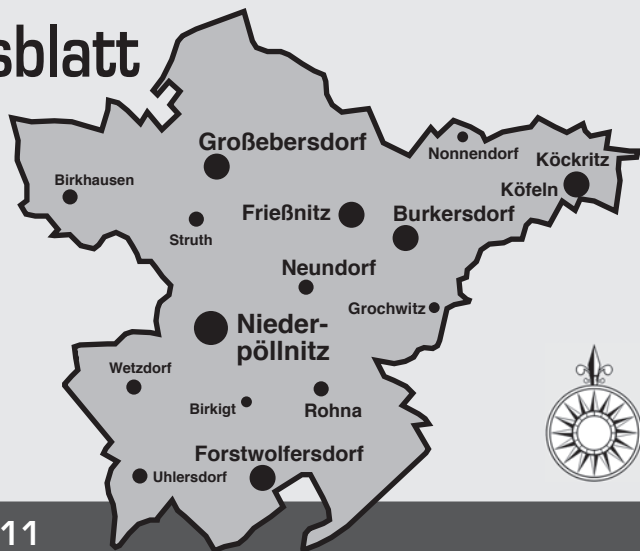 sblatt
Großebersdorf
Nonnendorf
Köckritz
Birkhausen
Köfeln
Frießnitz
Burkersdorf
Struth
Neundorf
Grochwitz
Nieder-
pöllnitz
Wetzdorf
Birkigt
Rohna
Forstwolfersdorf
Uhlersdorf
11